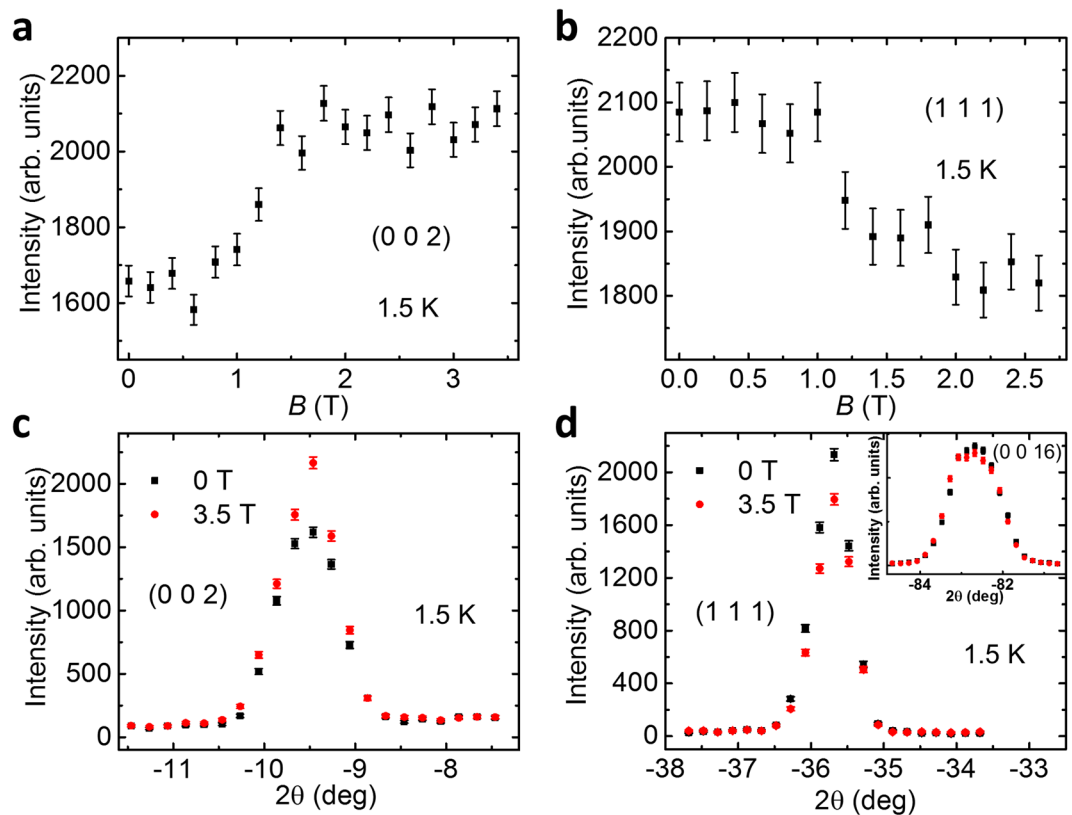 a
2200
2000
1800
1600
Intensity (arb. units)
(0 0 2)
1.5 K
0 1 2 3
B (T)
b
2200
2100
2000
1900
1800
Intensity (arb.units)
(1 1 1)
1.5 K
0.0 0.5 1.0 1.5 2.0 2.5
B (T)
c
2000
1500
1000
500
0
Intensity (arb. units)
0 T
3.5 T
(0 0 2)
1.5 K
-11 -10 -9 -8
2θ (deg)
d
2000
1600
1200
800
400
0
Intensity (arb. units)
0 T
3.5 T
(1 1 1)
1.5 K
-38 -37 -36 -35 -34 -33
2θ (deg)
Intensity (arb. units)
(0 0 16)
-84 -82
2θ (deg)